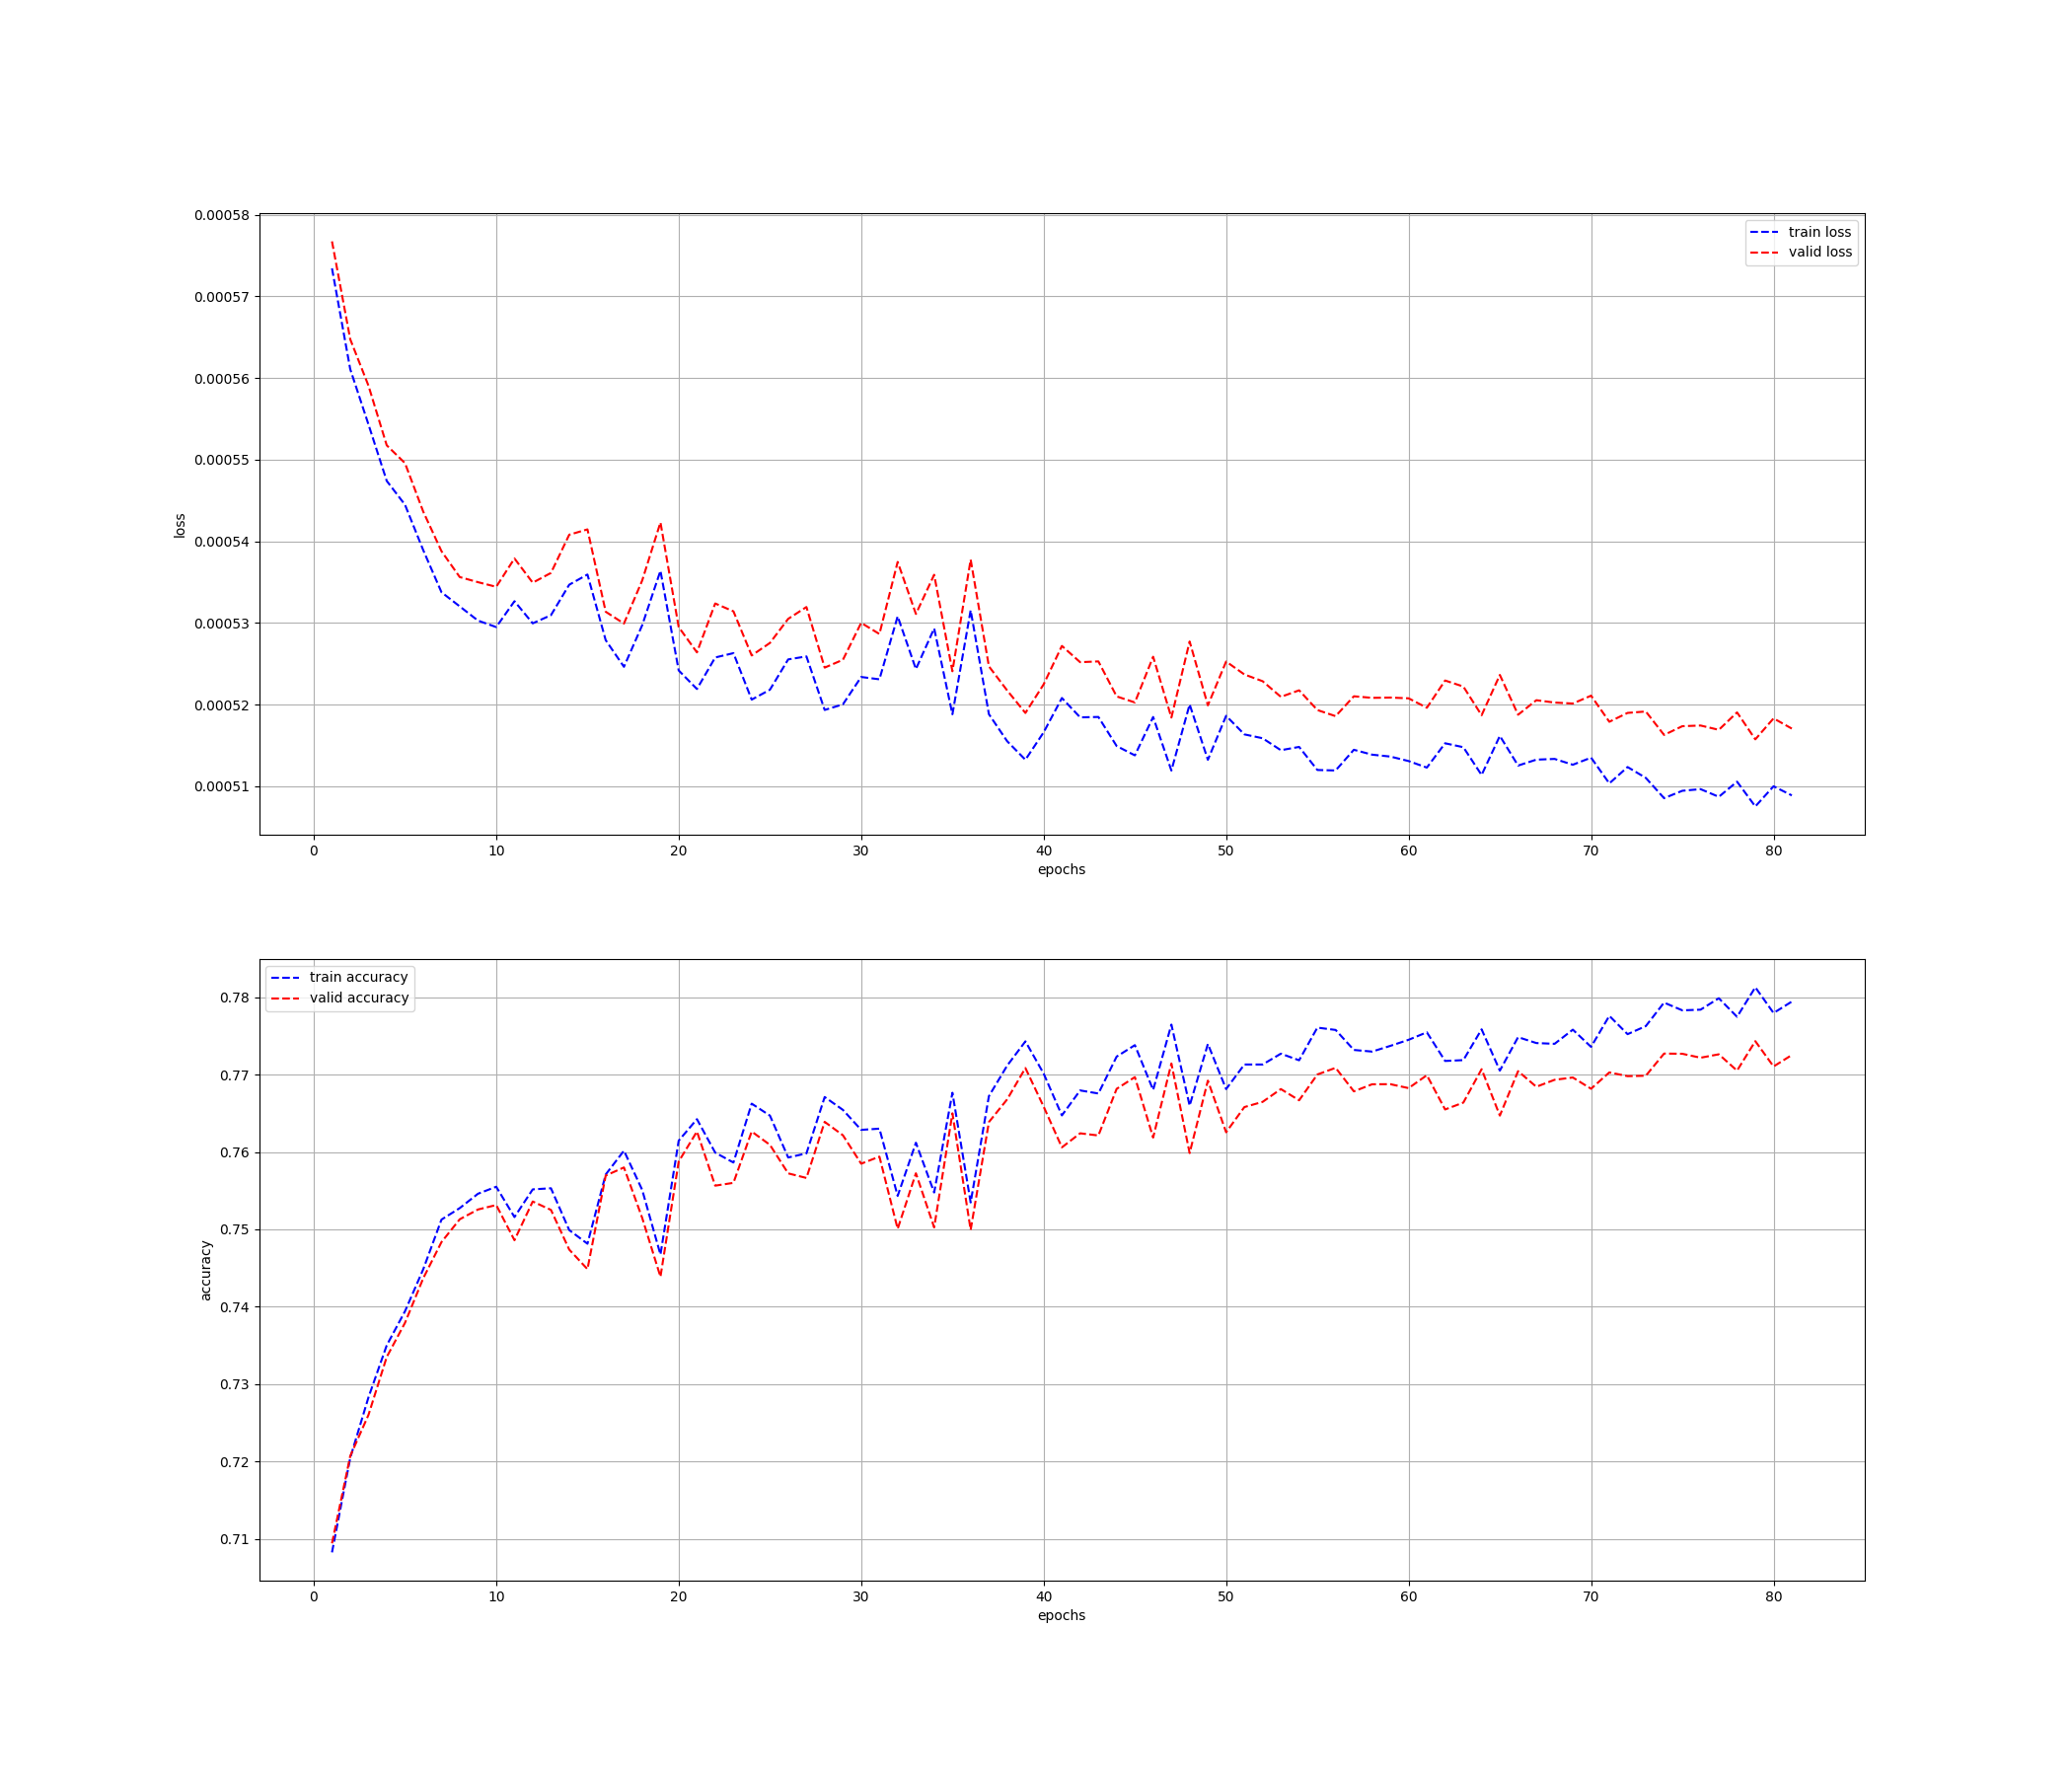 0.00058
0.00057
0.00056
0.00055
0.00054
0.00053
0.00052
0.00051
loss
train loss
valid loss
0 10 20 30 40 50 60 70 80
epochs
train accuracy
valid accuracy
0.78
0.77
0.76
0.75
0.74
0.73
0.72
0.71
accuracy
0 10 20 30 40 50 60 70 80
epochs